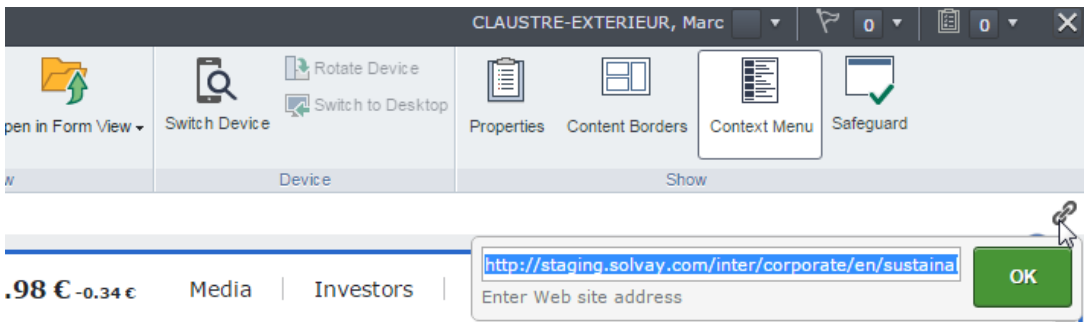 CLAUSTRE-EXTERIEUR, Marc 0 0
pen in Form View
Switch Device
Rotate Device
Switch to Desktop
Properties
Content Borders
Context Menu
Safeguard
w
Device
Show
http://staging.solvay.com/inter/corporate/en/sustainal
OK
Enter Web site address
.98 € -0.34 €
Media
Investors